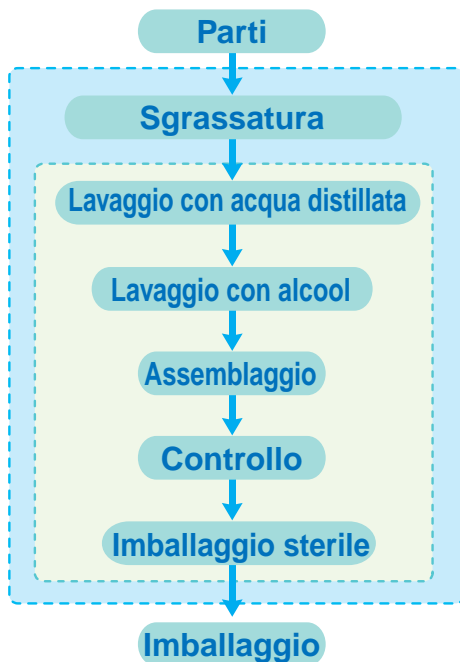 Parti
Sgrassatura
Lavaggio con acqua distillata
Lavaggio con alcool
Assemblaggio
Controllo
Imballaggio sterile
Imballaggio